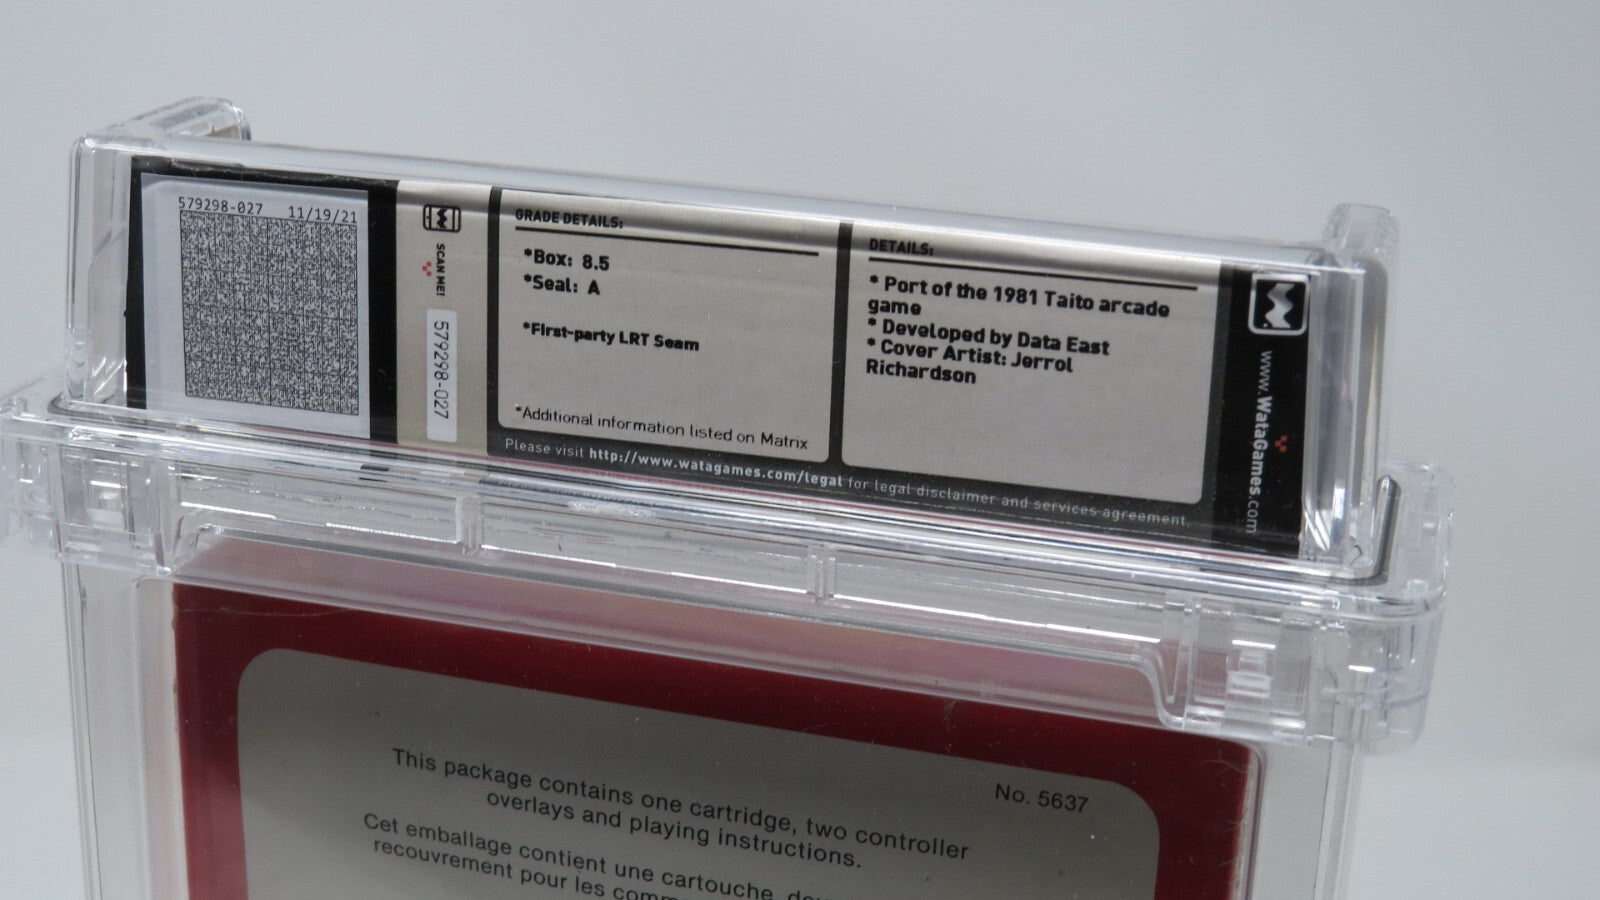 579298-027 11/19/21
SCAN ME!
579298-027
GRADE DETAILS:
*Box: 8.5
*Seal: A
*First-party LRT Seam
*Additional information listed on Matrix
DETAILS:
* Port of the 1981 Taito arcade
game
* Developed by Data East
* Cover Artist: Jerrol
Richardson
Please visit http://www.watagames.com/legal for legal disclaimer and services agreement.
www.WataGames.com
No. 5637
This package contains one cartridge, two controller
overlays and playing instructions.
Cet emballage contient une cartouche,
recouvrement pour les